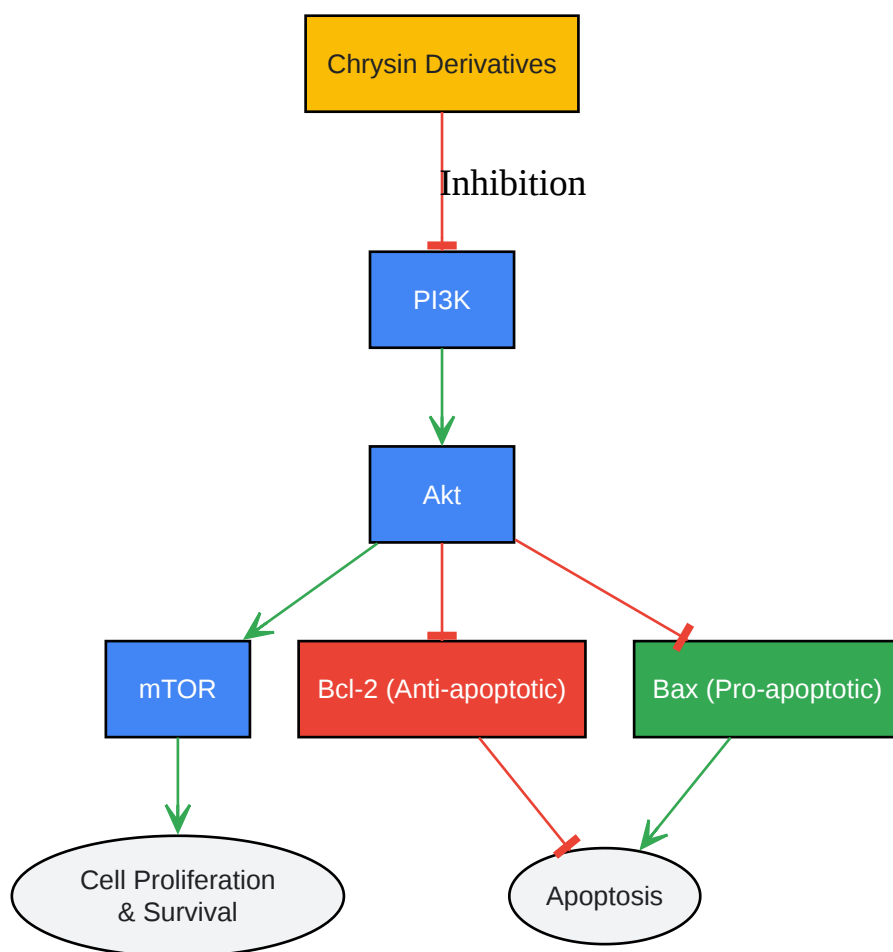 Chrysin Derivatives
Inhibition
PI3K
Akt
mTOR
Bcl-2 (Anti-apoptotic)
Bax (Pro-apoptotic)
Cell Proliferation
& Survival
Apoptosis